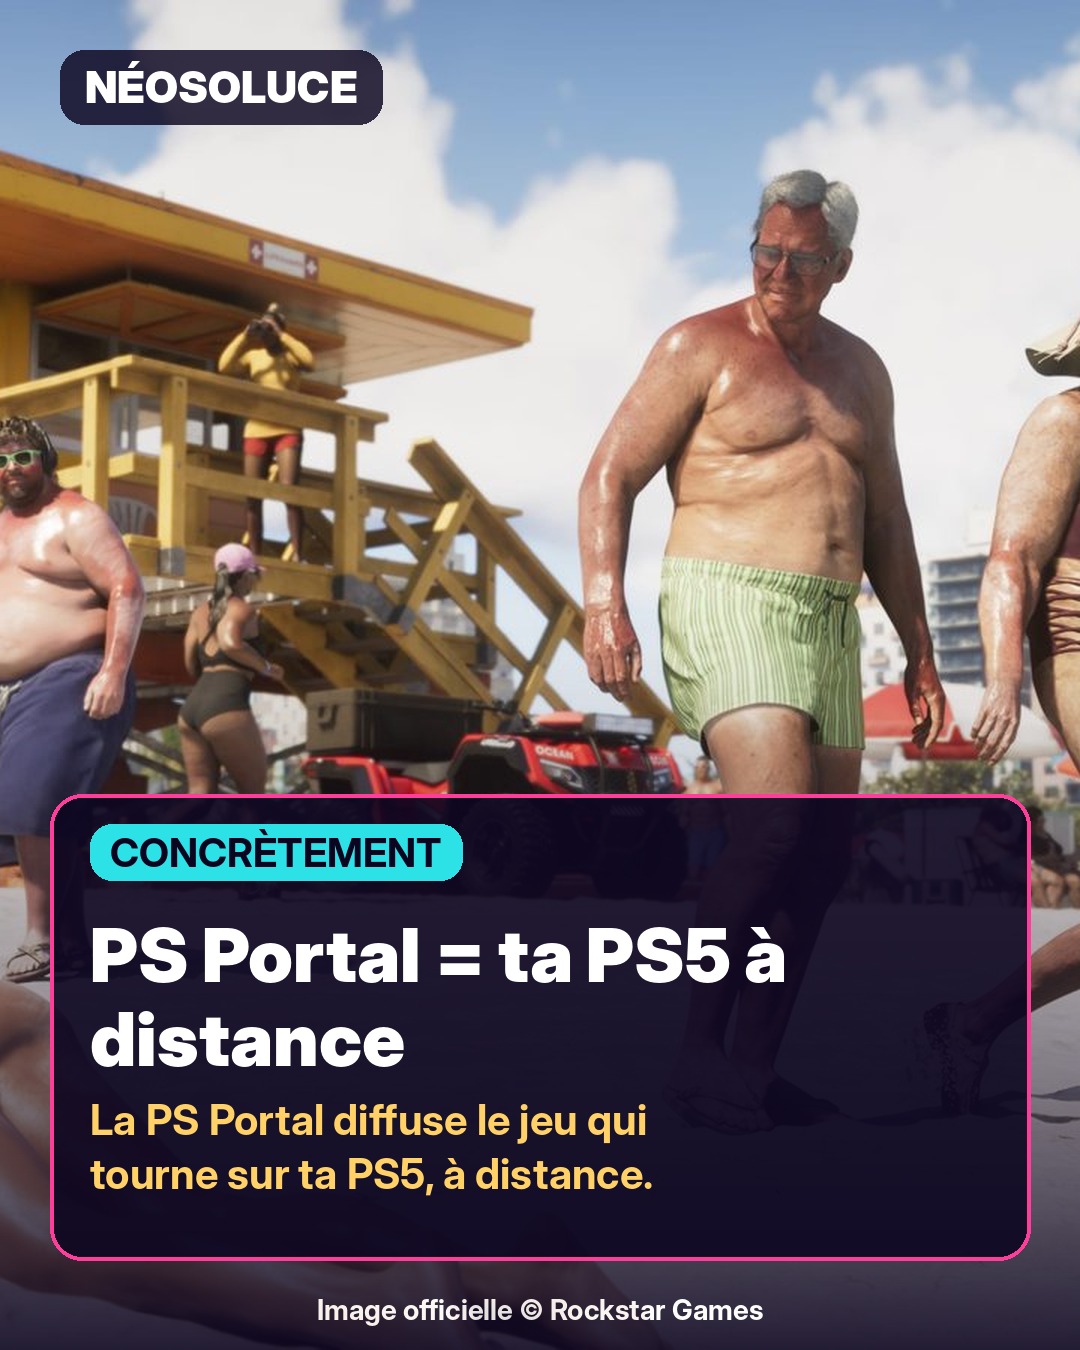 NÉOSOLUCE
OCEAN
CONCRÈTEMENT
PS Portal = ta PS5 à
distance
La PS Portal diffuse le jeu qui
tourne sur ta PS5, à distance.
Image officielle © Rockstar Games